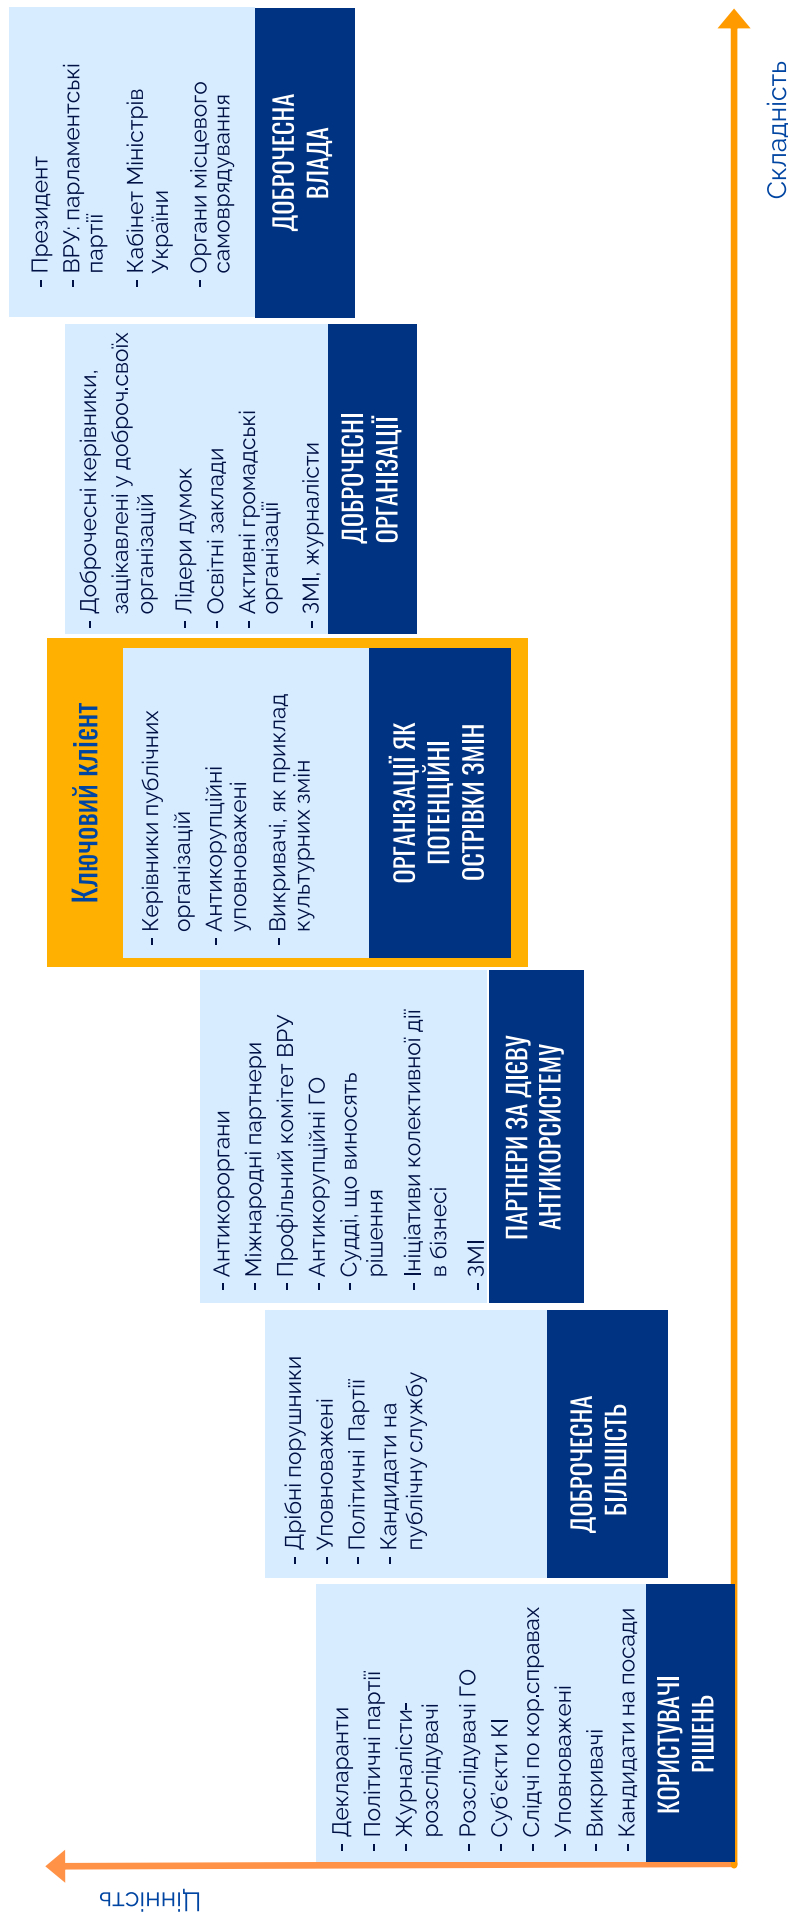 Цінність
- Декларанти
- Політичні партії
- Журналісти-
розслідувачі
- Розслідувачі ГО
- Суб'єкти КІ
- Слідчі по кор.справах
- Уповноважені
- Викривачі
- Кандидати на посади
КОРИСТУВАЧІ
РІШЕНЬ
- Дрібні порушники
- Уповноважені
- Політичні Партії
- Кандидати на
публічну службу
ДОБРОЧЕСНА
БІЛЬШІСТЬ
- Антикороргани
- Міжнародні партнери
- Профільний комітет ВРУ
- Антикорупційні ГО
- Судді, що виносять
рішення
- Ініціативи колективної дії
в бізнесі
- ЗМІ
ПАРТНЕРИ ЗА ДІЄВУ
АНТИКОРСИСТЕМУ
Ключовий клієнт
- Керівники публічних
організацій
- Антикорупційні
уповноважені
- Викривачі, як приклад
культурних змін
ОРГАНІЗАЦІЇ ЯК
ПОТЕНЦІЙНІ
ОСТРІВКИ ЗМІН
- Доброчесні керівники,
зацікавлені у доброч.своїх
організацій
- Лідери думок
- Освітні заклади
- Активні громадські
організації
- ЗМІ, журналісти
ДОБРОЧЕСНІ
ОРГАНІЗАЦІЇ
- Президент
- ВРУ: парламентські
партії
- Кабінет Міністрів
України
- Органи місцевого
самоврядування
ДОБРОЧЕСНА
ВЛАДА
Складність